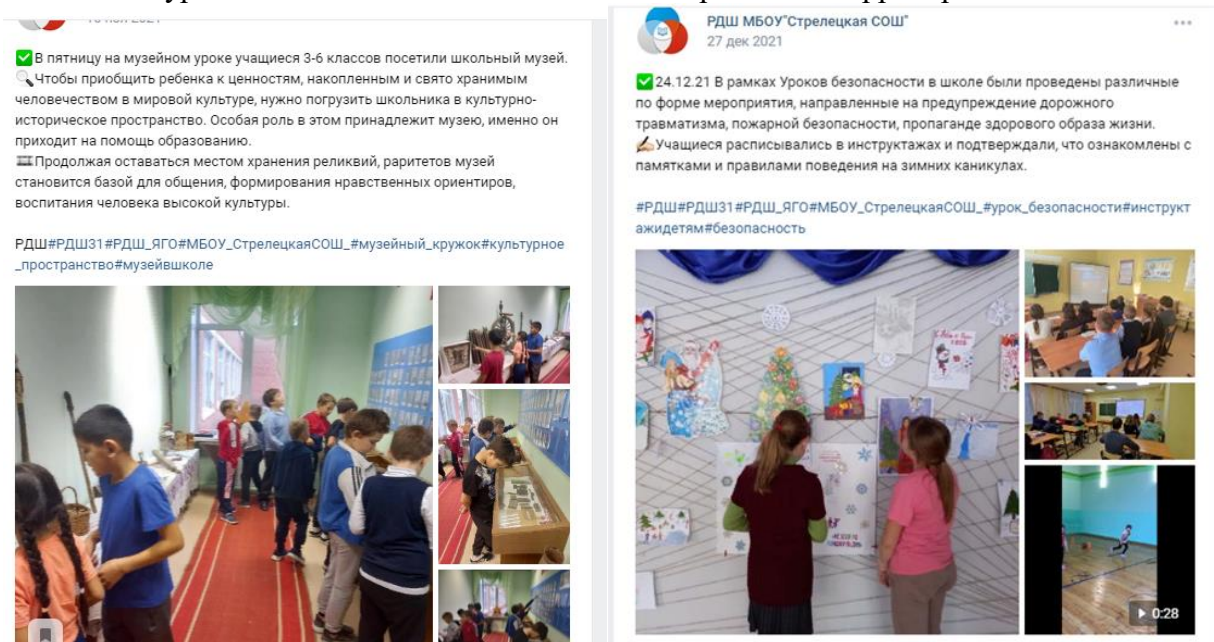 ✅В пятницу на музейном уроке учащиеся 3-6 классов посетили школьный музей.
🔍Чтобы приобщить ребенка к ценностям, накопленным и свято хранимым
человечеством в мировой культуре, нужно погрузить школьника в культурно-
историческое пространство. Особая роль в этом принадлежит музею, именно он
приходит на помощь образованию.
🎞Продолжая оставаться местом хранения реликвий, раритетов музей
становится базой для общения, формирования нравственных ориентиров,
воспитания человека высокой культуры.
РДШ#РДШ31#РДШ_ЯГО#МБОУ_СтрелецкаяСОШ_#музейный_кружок#культурное
_пространство#музейвшколе
РДШ МБОУ"Стрелецкая СОШ"
27 дек 2021
✅24.12.21 В рамках Уроков безопасности в школе были проведены различные
по форме мероприятия, направленные на предупреждение дорожного
травматизма, пожарной безопасности, пропаганде здорового образа жизни.
✍🏻Учащиеся расписывались в инструктажах и подтверждали, что ознакомлены с
памятками и правилами поведения на зимних каникулах.
#РДШ#РДШ31#РДШ_ЯГО#МБОУ_СтрелецкаяСОШ_#урок_безопасности#инструкт
ажидетям#безопасность
0:28